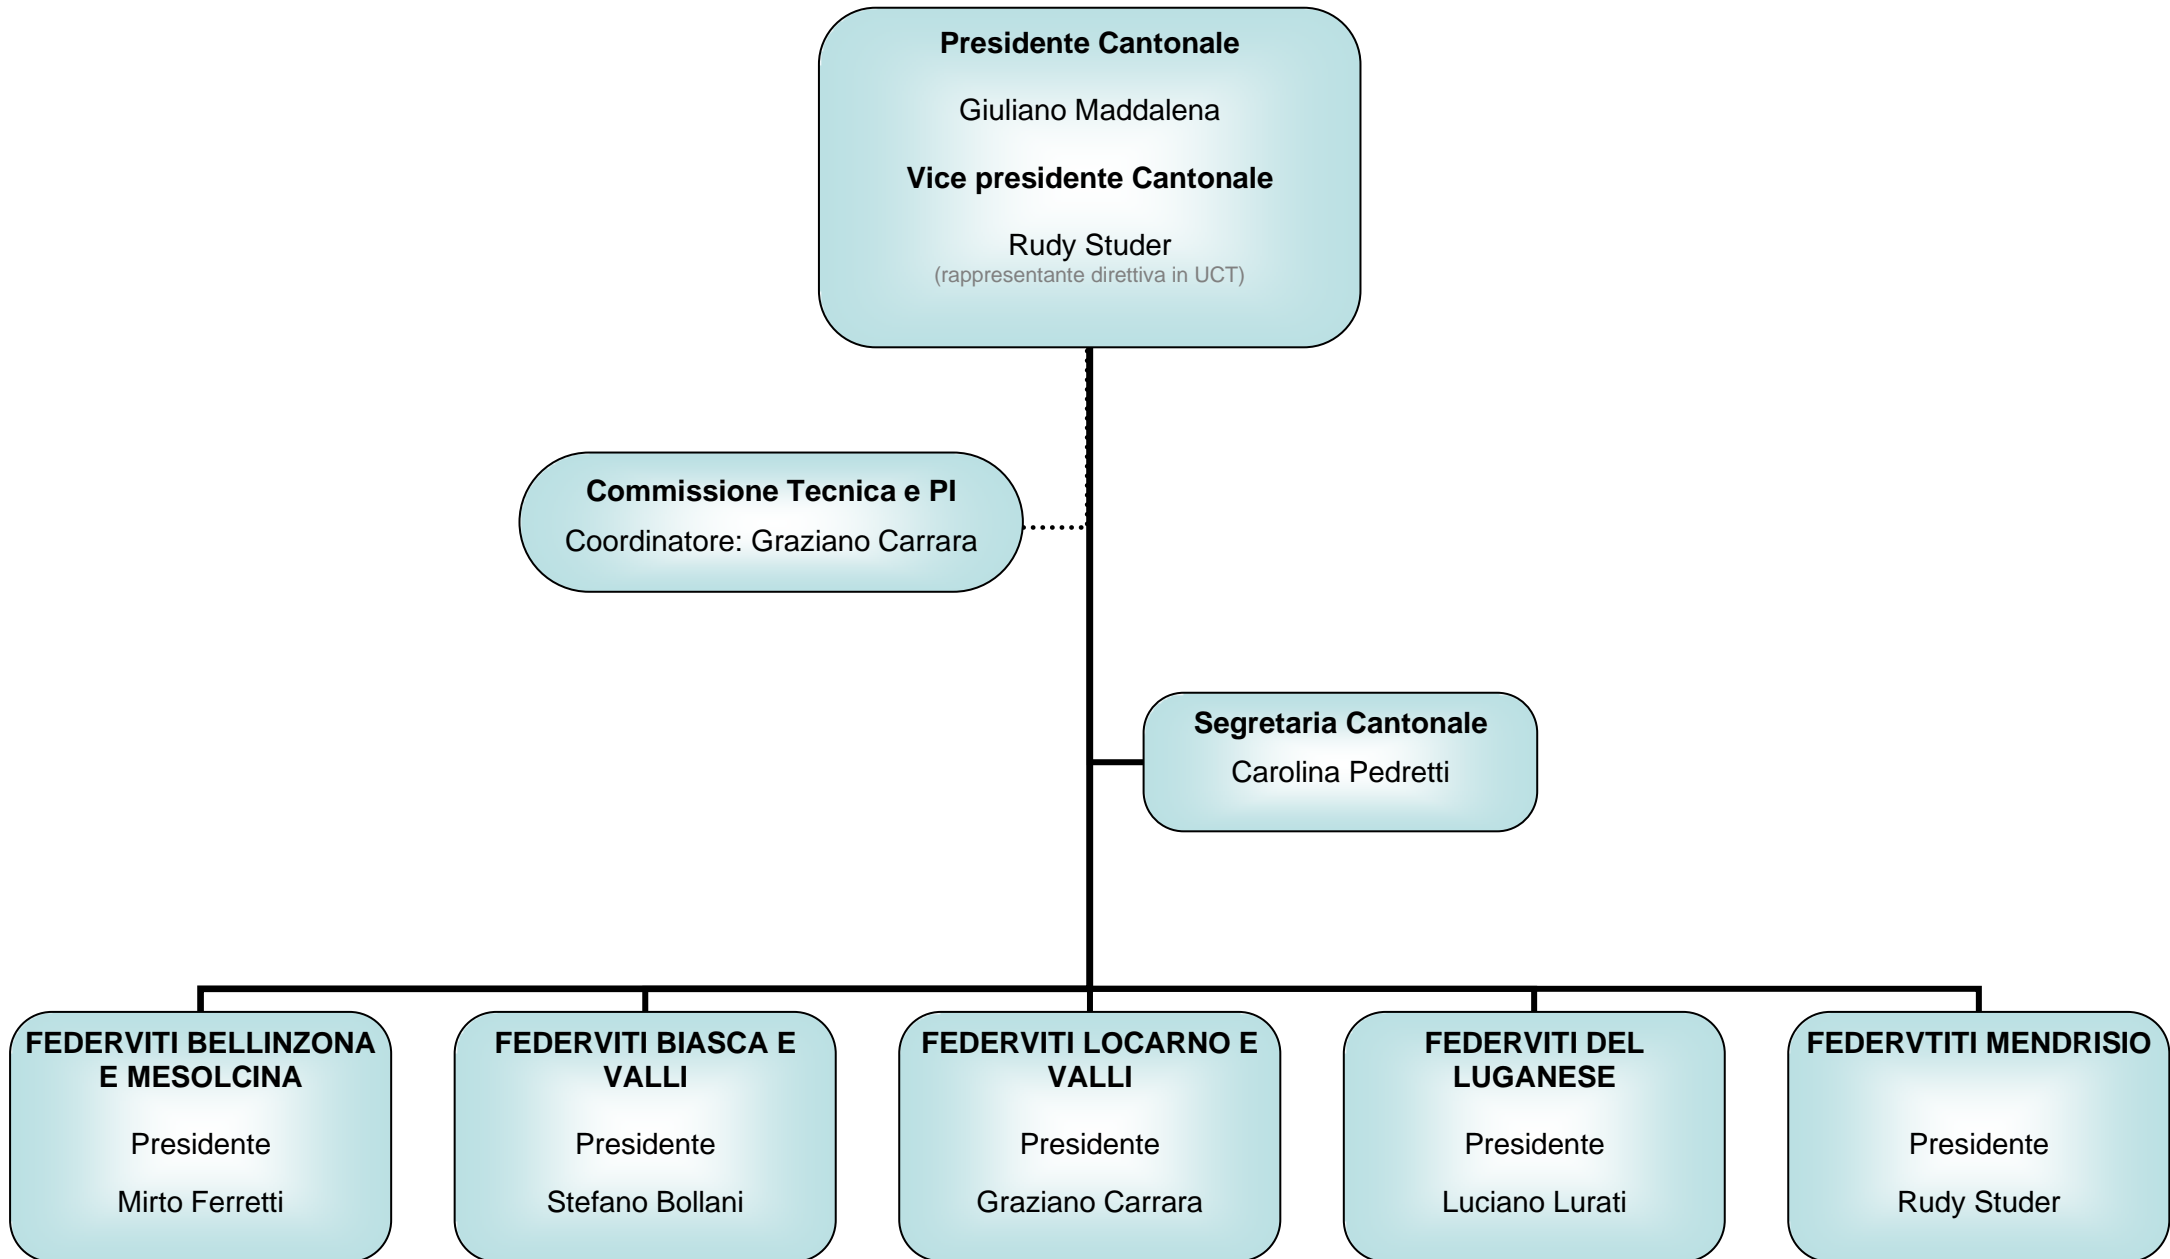 Presidente Cantonale
Giuliano Maddalena
Vice presidente Cantonale
Rudy Studer
(rappresentante direttiva in UCT)
Commissione Tecnica e PI
Coordinatore: Graziano Carrara
Segretaria Cantonale
Carolina Pedretti
FEDERVITI BELLINZONA
E MESOLCINA
Presidente
Mirto Ferretti
FEDERVITI BIASCA E
VALLI
Presidente
Stefano Bollani
FEDERVITI LOCARNO E
VALLI
Presidente
Graziano Carrara
FEDERVITI DEL
LUGANESE
Presidente
Luciano Lurati
FEDERVTITI MENDRISIO
Presidente
Rudy Studer